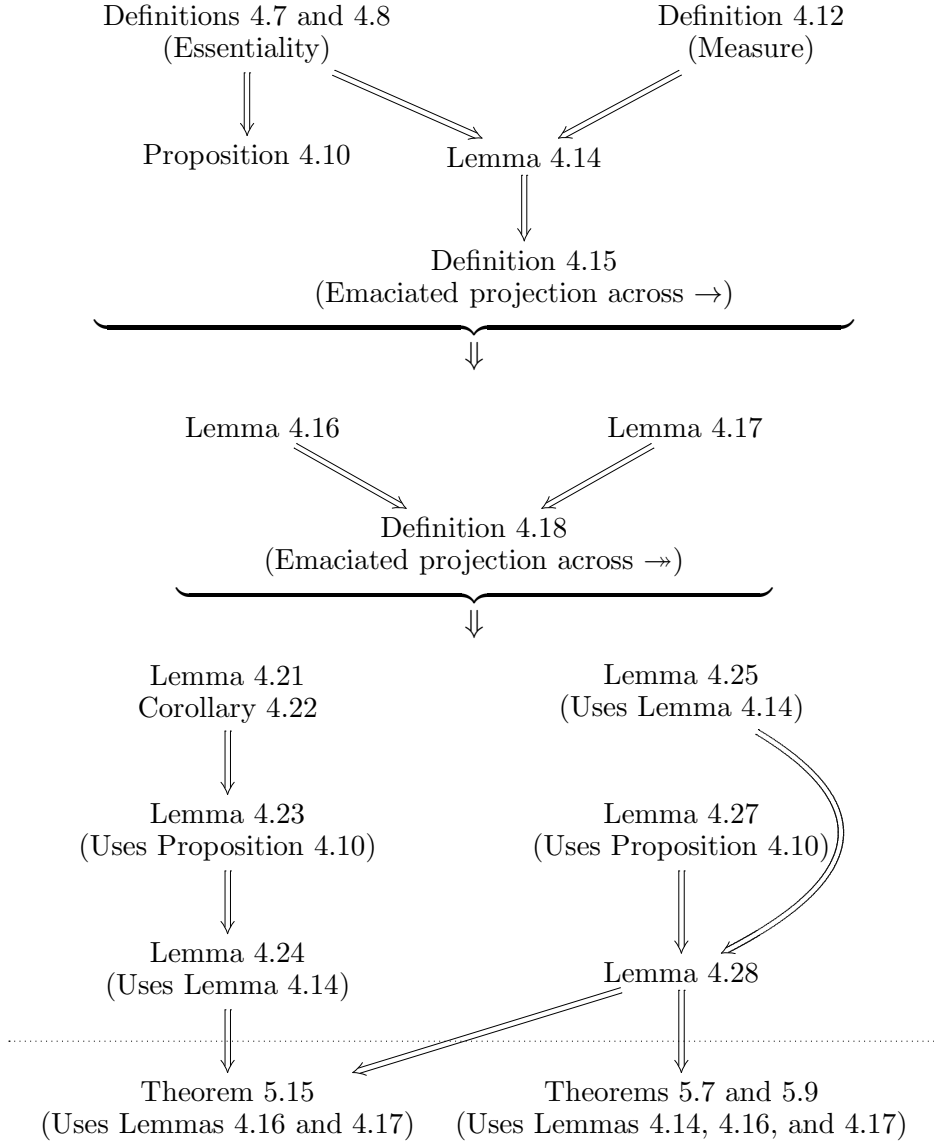 Definitions 4.7 and 4.8
(Essentiality)
Definition 4.12
(Measure)
Proposition 4.10
Lemma 4.14
Definition 4.15
(Emaciated projection across →)
Lemma 4.16
Lemma 4.17
Definition 4.18
(Emaciated projection across ↠)
Lemma 4.21
Corollary 4.22
Lemma 4.25
(Uses Lemma 4.14)
Lemma 4.23
(Uses Proposition 4.10)
Lemma 4.27
(Uses Proposition 4.10)
Lemma 4.24
(Uses Lemma 4.14)
Lemma 4.28
Theorem 5.15
(Uses Lemmas 4.16 and 4.17)
Theorems 5.7 and 5.9
(Uses Lemmas 4.14, 4.16, and 4.17)